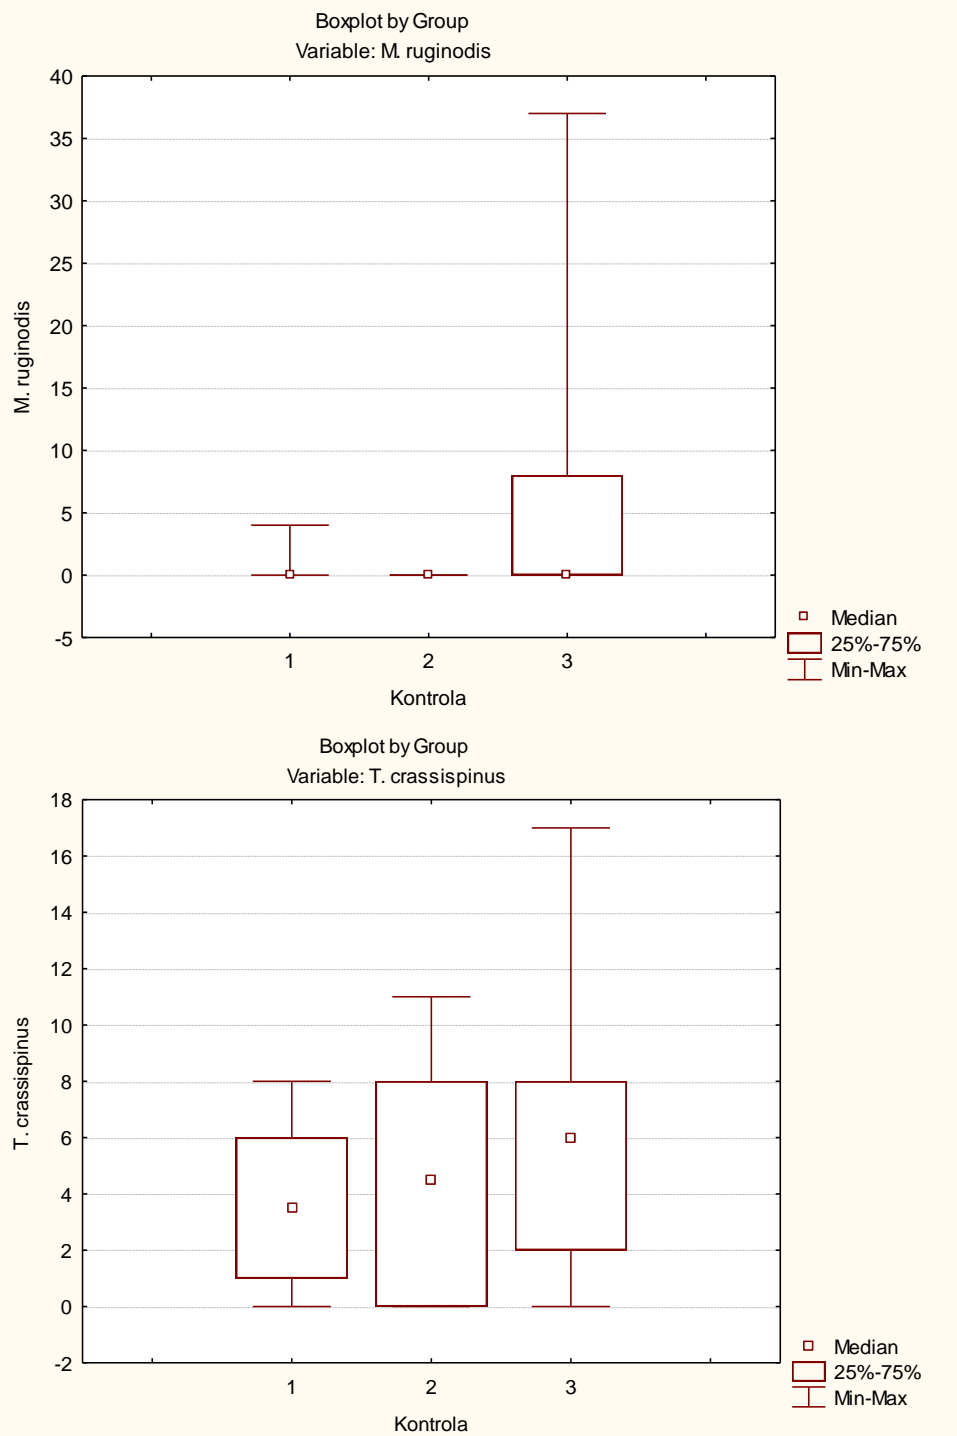 Boxplot by Group
Variable: M. ruginodis
40
35
30
25
20
15
10
5
0
-5
M. ruginodis
1 2 3
Kontrola
Median
25%-75%
Min-Max
Boxplot by Group
Variable: T. crassispinus
18
16
14
12
10
8
6
4
2
0
-2
T. crassispinus
1 2 3
Kontrola
Median
25%-75%
Min-Max